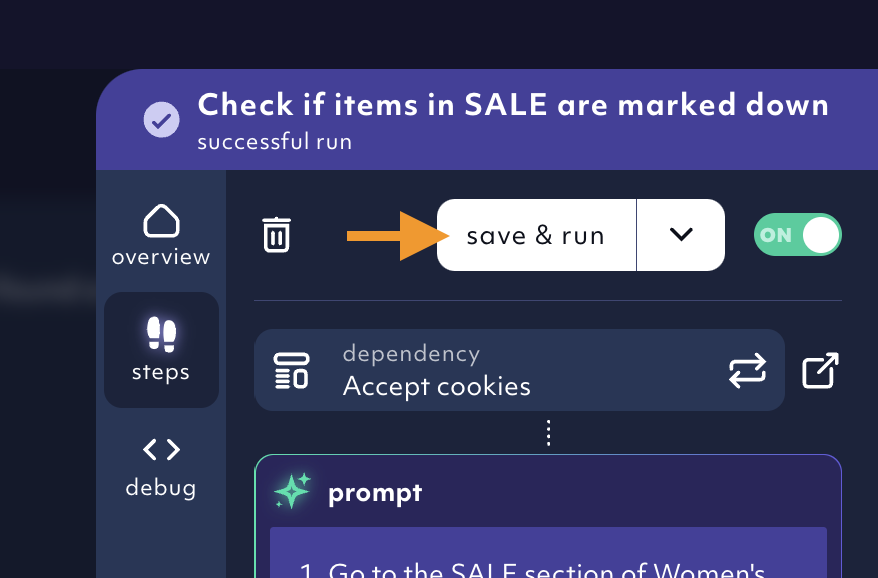 Check if items in SALE are marked down
successful run
overview
save & run
ON
steps
dependency
Accept cookies
debug
prompt
1. Go to the SALE section of Women's